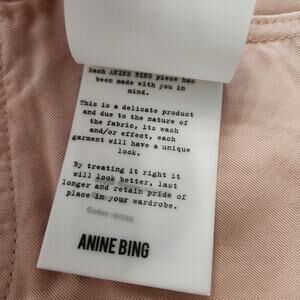 Each ANINE BING piece has
been made with you in
mind.
This is a delicate product
and due to the nature of
the fabric, its wash
and/or effect, each
garment will have a unique
look.
By treating it right it
will look better, last
longer and retain pride of
place in your wardrobe.
Color:ROSE
ANINE BING